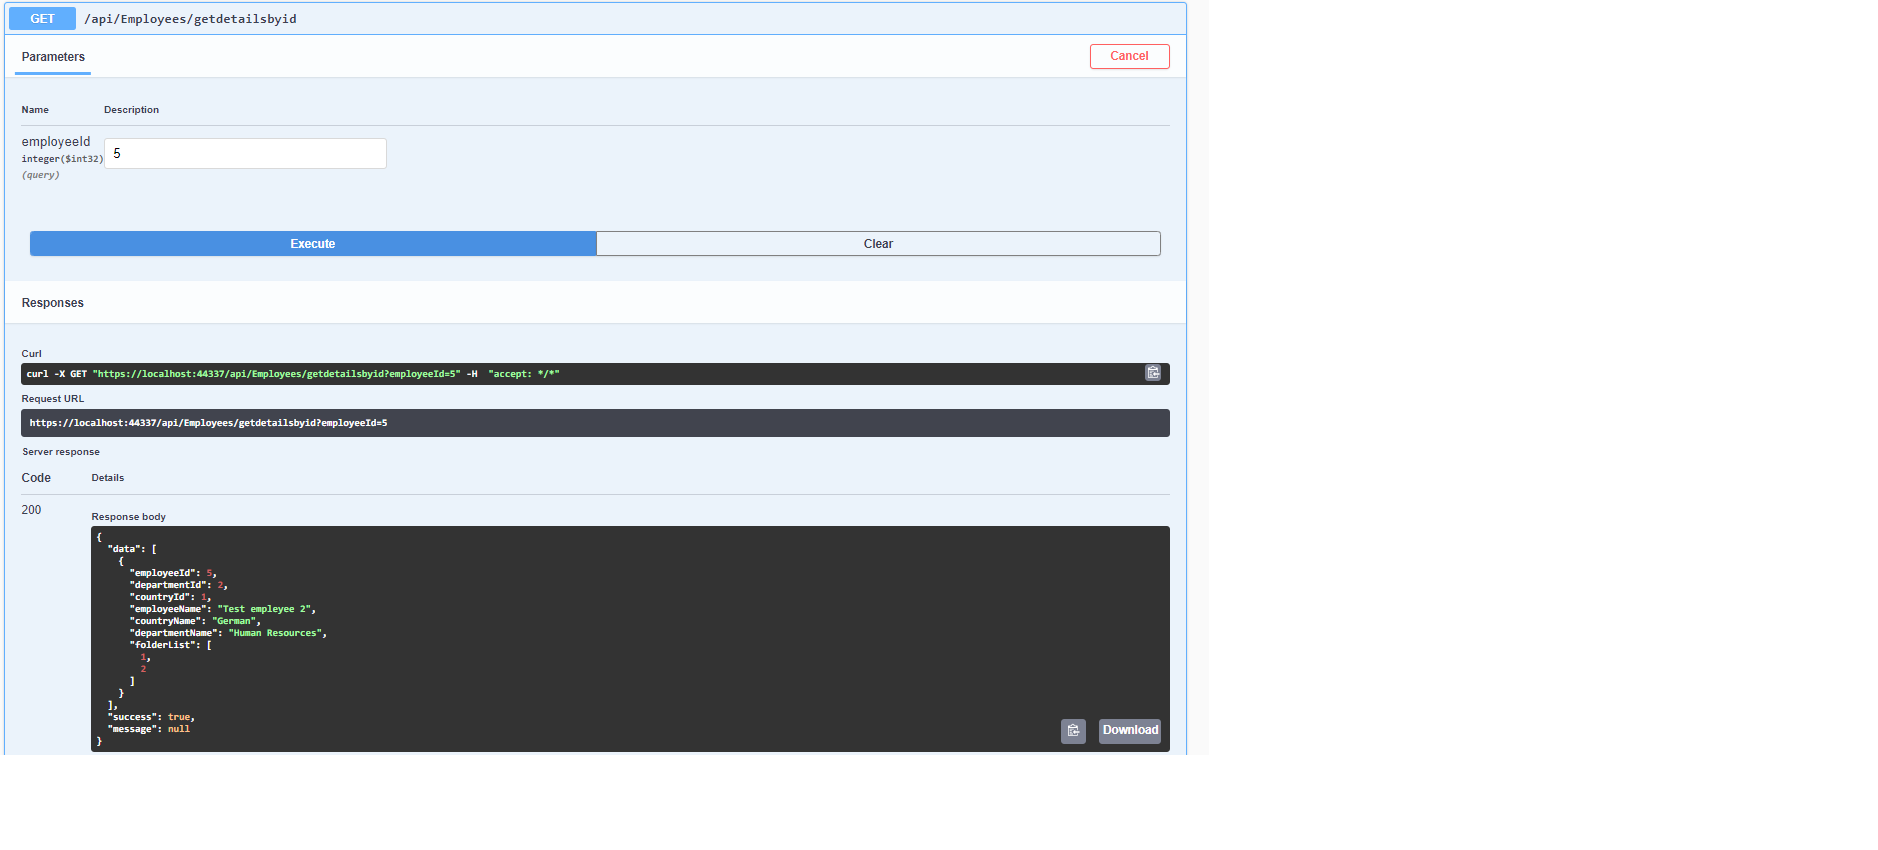 GET /api/Employees/getdetailsbyid
Parameters Cancel
Name Description
employeeId
integer($int32)
(query)
5
Execute Clear
Responses
Curl
curl -X GET "https://localhost:44337/api/Employees/getdetailsbyid?employeeId=5" -H "accept: */*"
Request URL
https://localhost:44337/api/Employees/getdetailsbyid?employeeId=5
Server response
Code Details
200
Response body
{
"data": [
{
"employeeId": 5,
"departmentId": 2,
"countryId": 1,
"employeeName": "Test empleyee 2",
"countryName": "German",
"departmentName": "Human Resources",
"folderList": [
1,
2
]
}
],
"success": true,
"message": null
}
Download